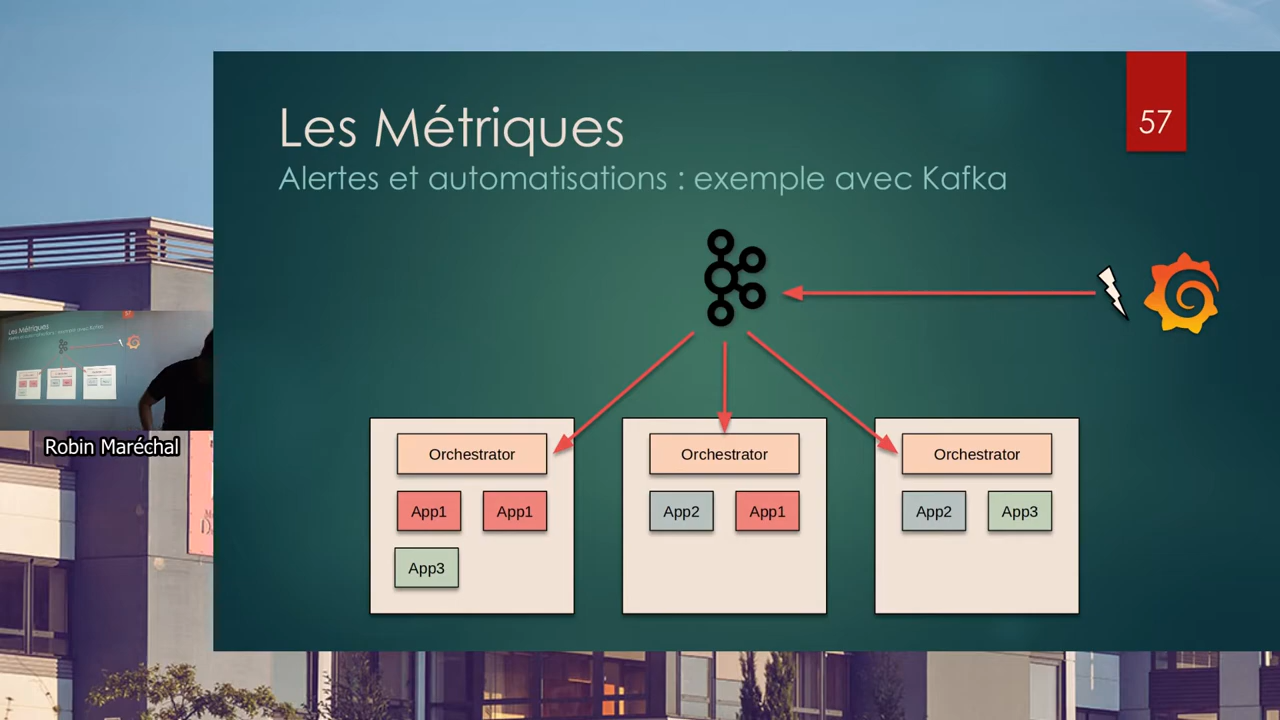 Les Métriques
57
Alertes et automatisations : exemple avec Kafka
Orchestrator
Orchestrator
Orchestrator
App1
App1
App2
App1
App2
App3
App3
Robin Maréchal